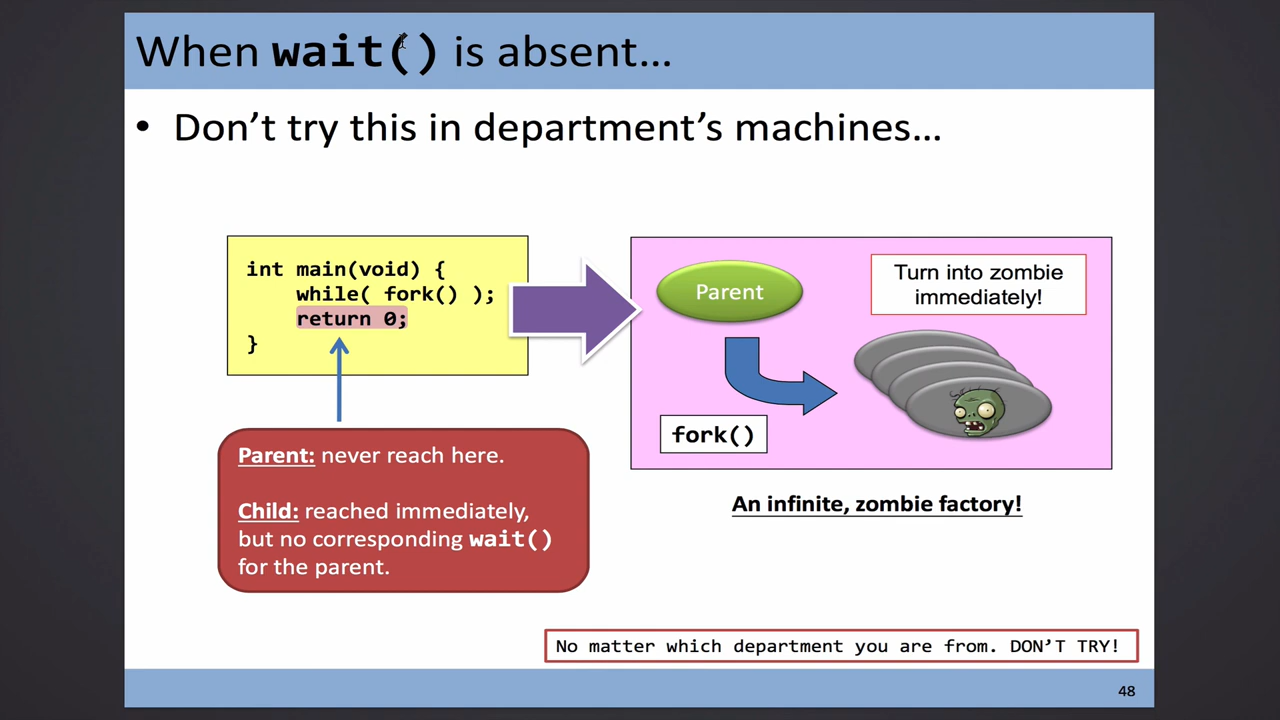 When wait() is absent…
• Don’t try this in department’s machines…
int main(void) {
while( fork() );
return 0;
}
Parent
Turn into zombie
immediately!
fork()
Parent: never reach here.
Child: reached immediately,
but no corresponding wait()
for the parent.
An infinite, zombie factory!
No matter which department you are from. DON’T TRY!
48